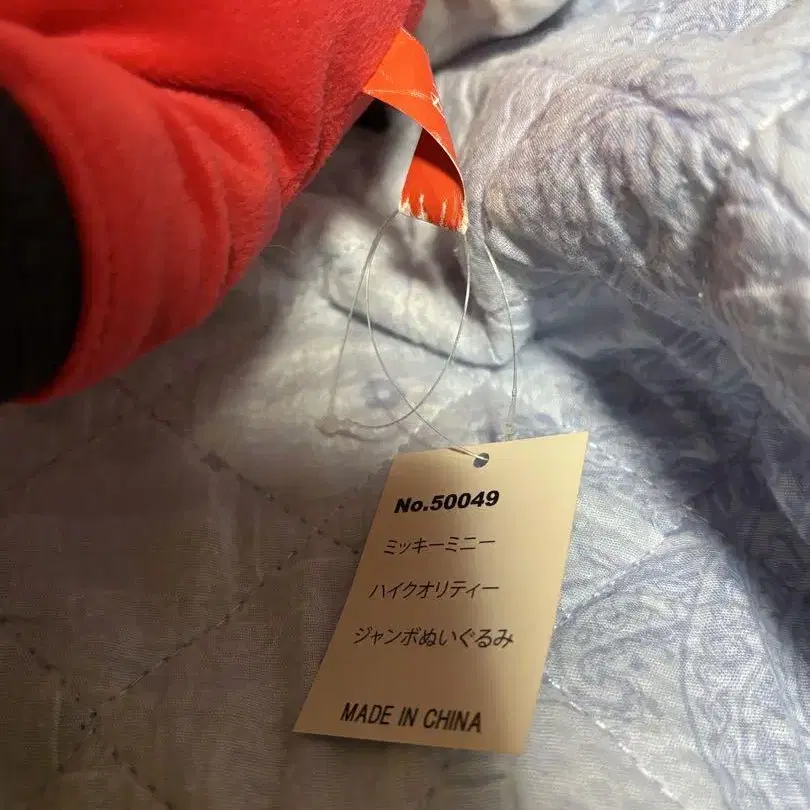 No.50049
ミッキーミニー
ハイクオリティー
ジャンボぬいぐるみ
MADE IN CHINA